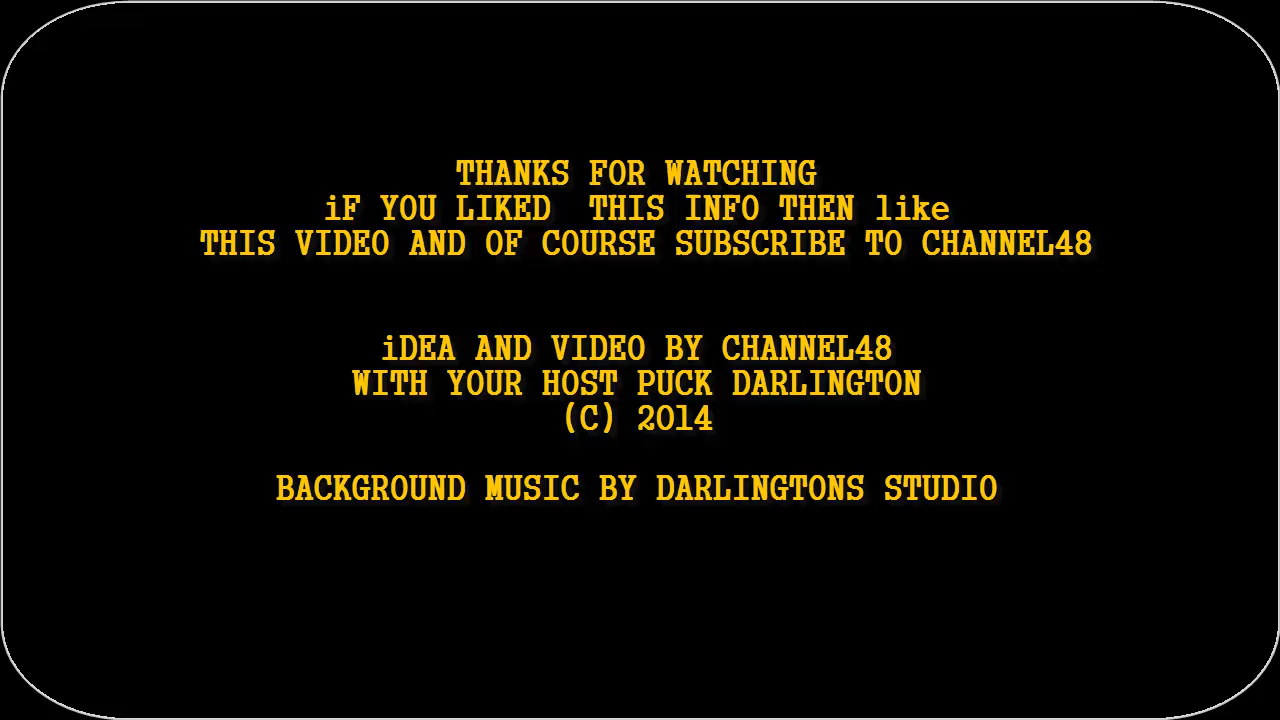 THANKS FOR WATCHING
iF YOU LIKED  THIS INFO THEN like
THIS VIDEO AND OF COURSE SUBSCRIBE TO CHANNEL48
iDEA AND VIDEO BY CHANNEL48
WITH YOUR HOST PUCK DARLINGTON
(C) 2014
BACKGROUND MUSIC BY DARLINGTONS STUDIO